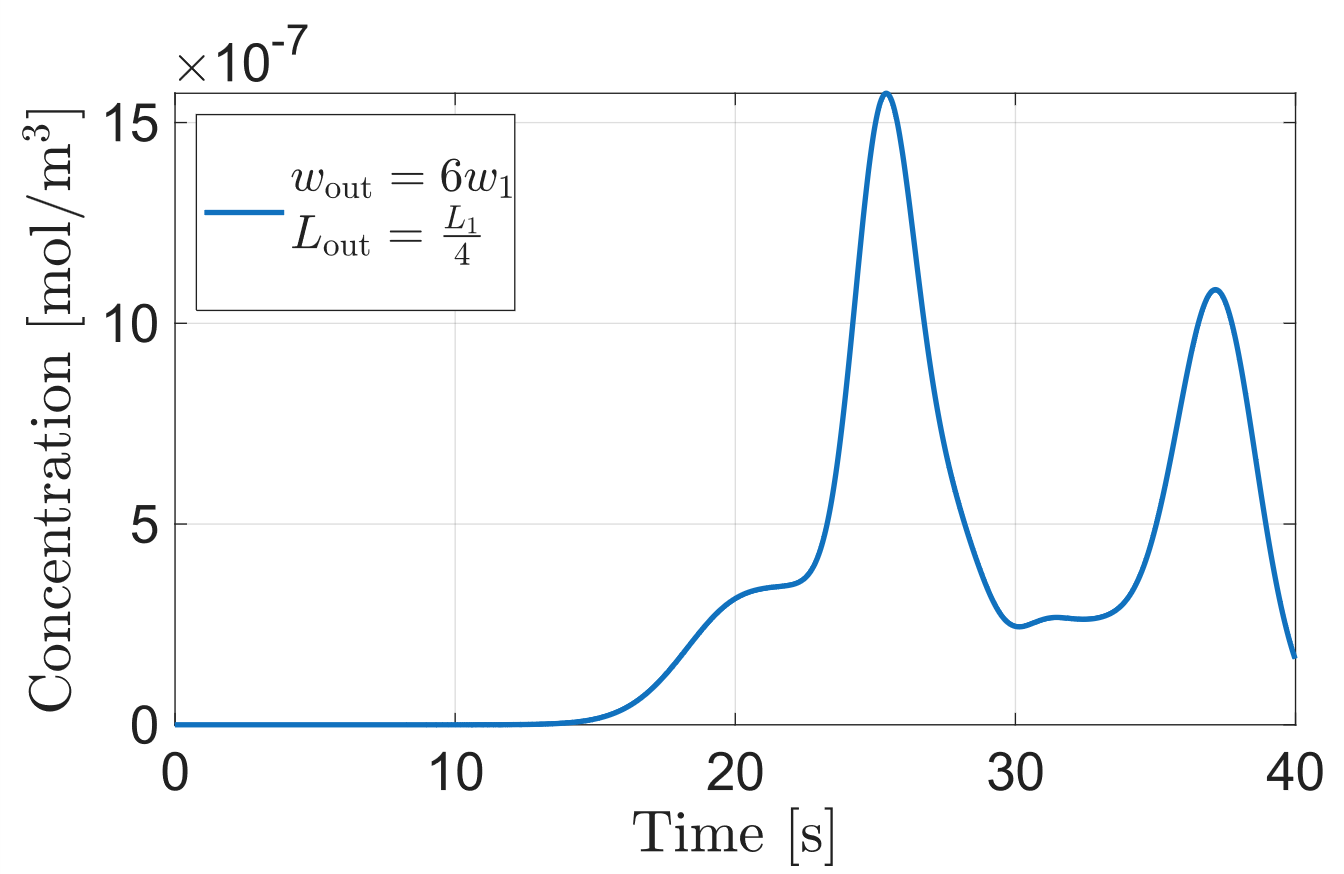 ×10⁻⁷
15
10
5
0
w_out = 6w_1
L_out = L_1/4
0 10 20 30 40
Time [s]
Concentration [mol/m³]